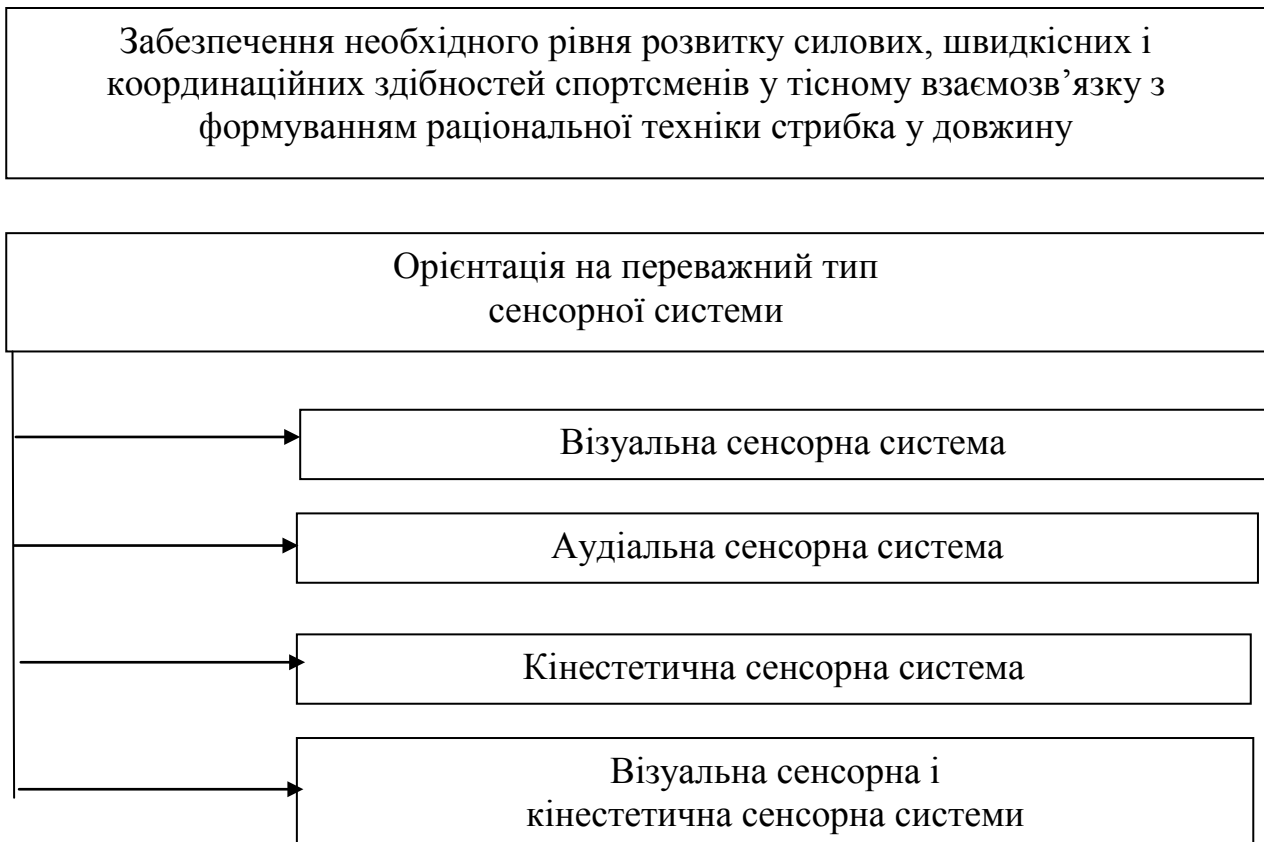 Забезпечення необхідного рівня розвитку силових, швидкісних і
координаційних здібностей спортсменів у тісному взаємозв’язку з
формуванням раціональної техніки стрибка у довжину
Орієнтація на переважний тип
сенсорної системи
Візуальна сенсорна система
Аудіальна сенсорна система
Кінестетична сенсорна система
Візуальна сенсорна і
кінестетична сенсорна системи